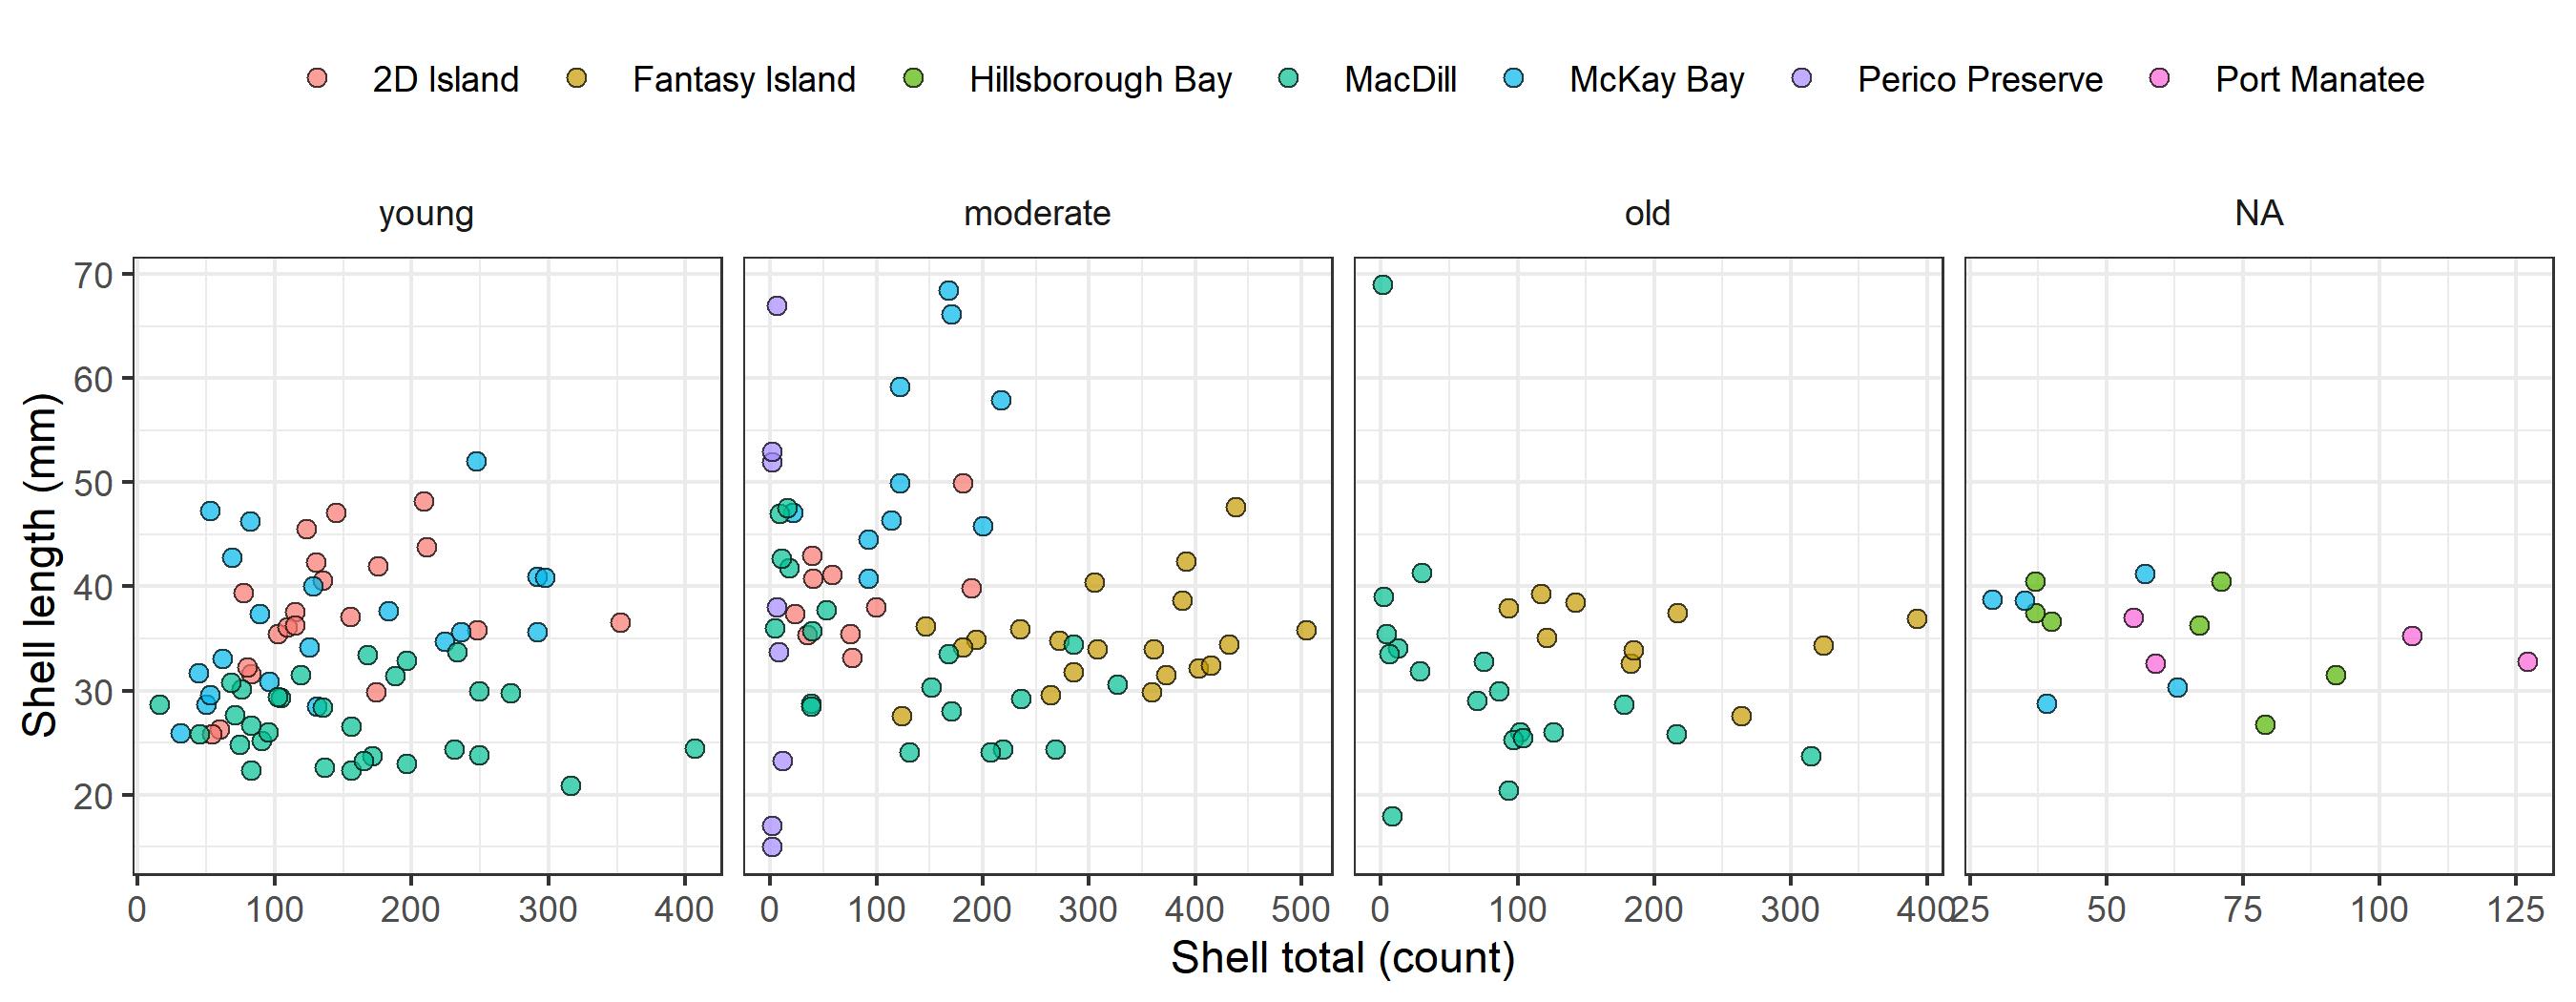 2D Island Fantasy Island Hillsborough Bay MacDill McKay Bay Perico Preserve Port Manatee
young moderate old NA
Shell length (mm)
70
60
50
40
30
20
0 100 200 300 400 0 100 200 300 400 500 0 100 200 300 400 25 50 75 100 125
Shell total (count)